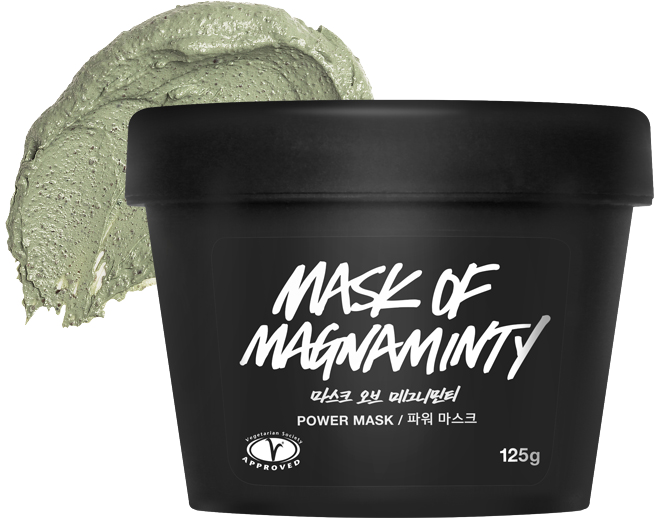 MASK OF
MAGNAMINTY
마스크 오브 매그니민티
POWER MASK / 파워 마스크
Vegetarian Society
APPROVED
125g